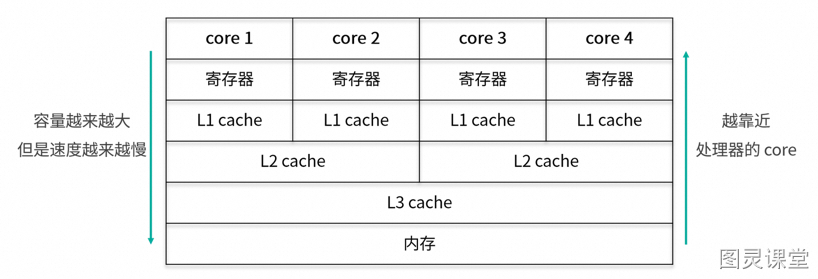 core 1
core 2
core 3
core 4
寄存器
寄存器
寄存器
寄存器
L1 cache
L1 cache
L1 cache
L1 cache
L2 cache
L2 cache
L3 cache
内存
容量越来越大
但是速度越来越慢
越靠近
处理器的 core
图灵课堂